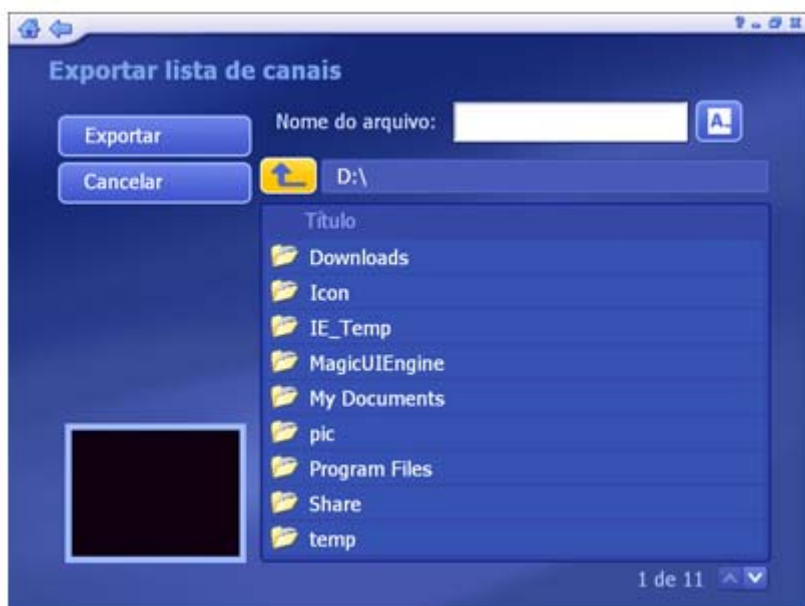 Exportar lista de canais
Exportar
Cancelar
Nome do arquivo:
A
D:\
Título
Downloads
Icon
IE_Temp
MagicUIEngine
My Documents
pic
Program Files
Share
temp
1 de 11